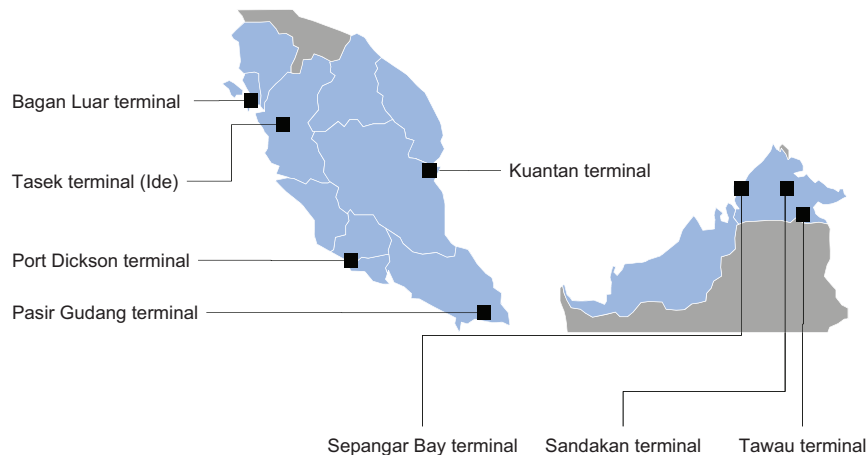 Bagan Luar terminal
Tasek terminal (Ide)
Kuantan terminal
Port Dickson terminal
Pasir Gudang terminal
Sepangar Bay terminal
Sandakan terminal
Tawau terminal